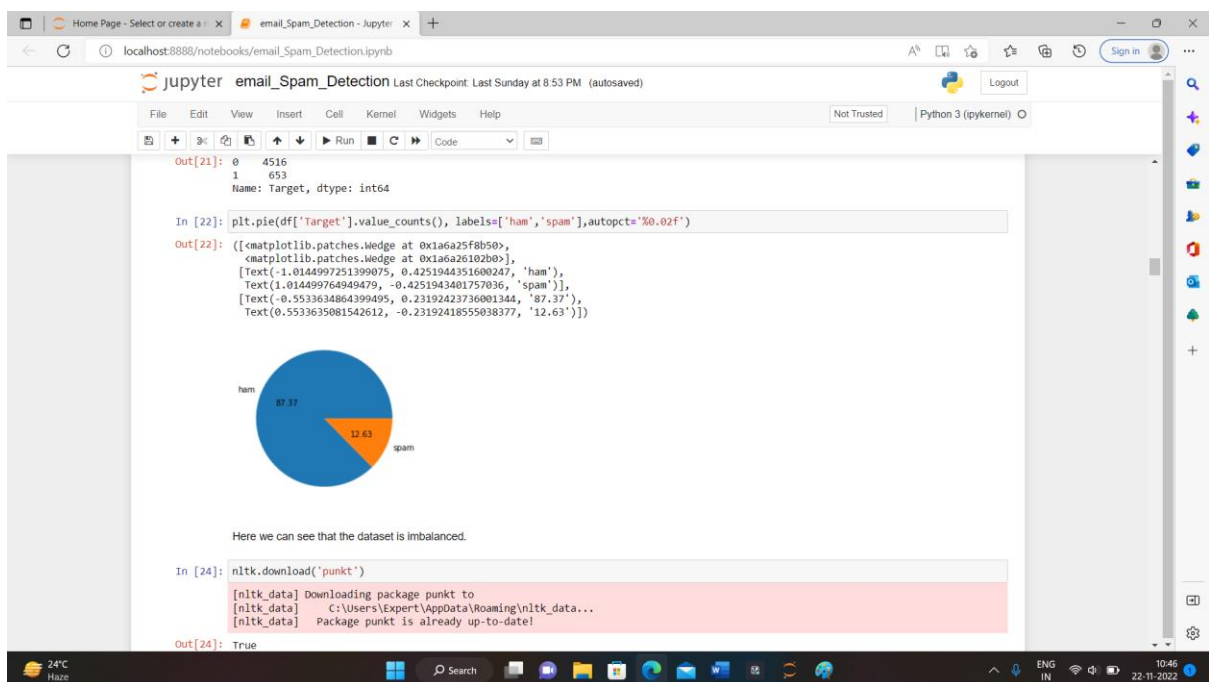 Home Page - Select or create a n
email_Spam_Detection - Jupyter
localhost:8888/notebooks/email_Spam_Detection.ipynb
Sign in
jupyter email_Spam_Detection Last Checkpoint: Last Sunday at 8:53 PM (autosaved)
Logout
File Edit View Insert Cell Kernel Widgets Help
Not Trusted
Python 3 (ipykernel)
Run
Code
Out[21]: 0 4516
1 653
Name: Target, dtype: int64
In [22]: plt.pie(df['Target'].value_counts(), labels=['ham','spam'],autopct='%0.02f')
Out[22]: ([<matplotlib.patches.Wedge at 0x1a6a25f8b50>,
<matplotlib.patches.Wedge at 0x1a6a26102b0>],
[Text(-1.0144997251399075, 0.4251944351600247, 'ham'),
Text(1.014499764949479, -0.4251943401757036, 'spam')],
[Text(-0.5533634864399495, 0.23192423736001344, '87.37'),
Text(0.5533635081542612, -0.23192418555038377, '12.63')])
ham
87.37
12.63
spam
Here we can see that the dataset is imbalanced.
In [24]: nltk.download('punkt')
[nltk_data] Downloading package punkt to
[nltk_data] C:\Users\Expert\AppData\Roaming\nltk_data...
[nltk_data] Package punkt is already up-to-date!
Out[24]: True
24°C
Haze
Search
ENG
IN
10:46
22-11-2022
1